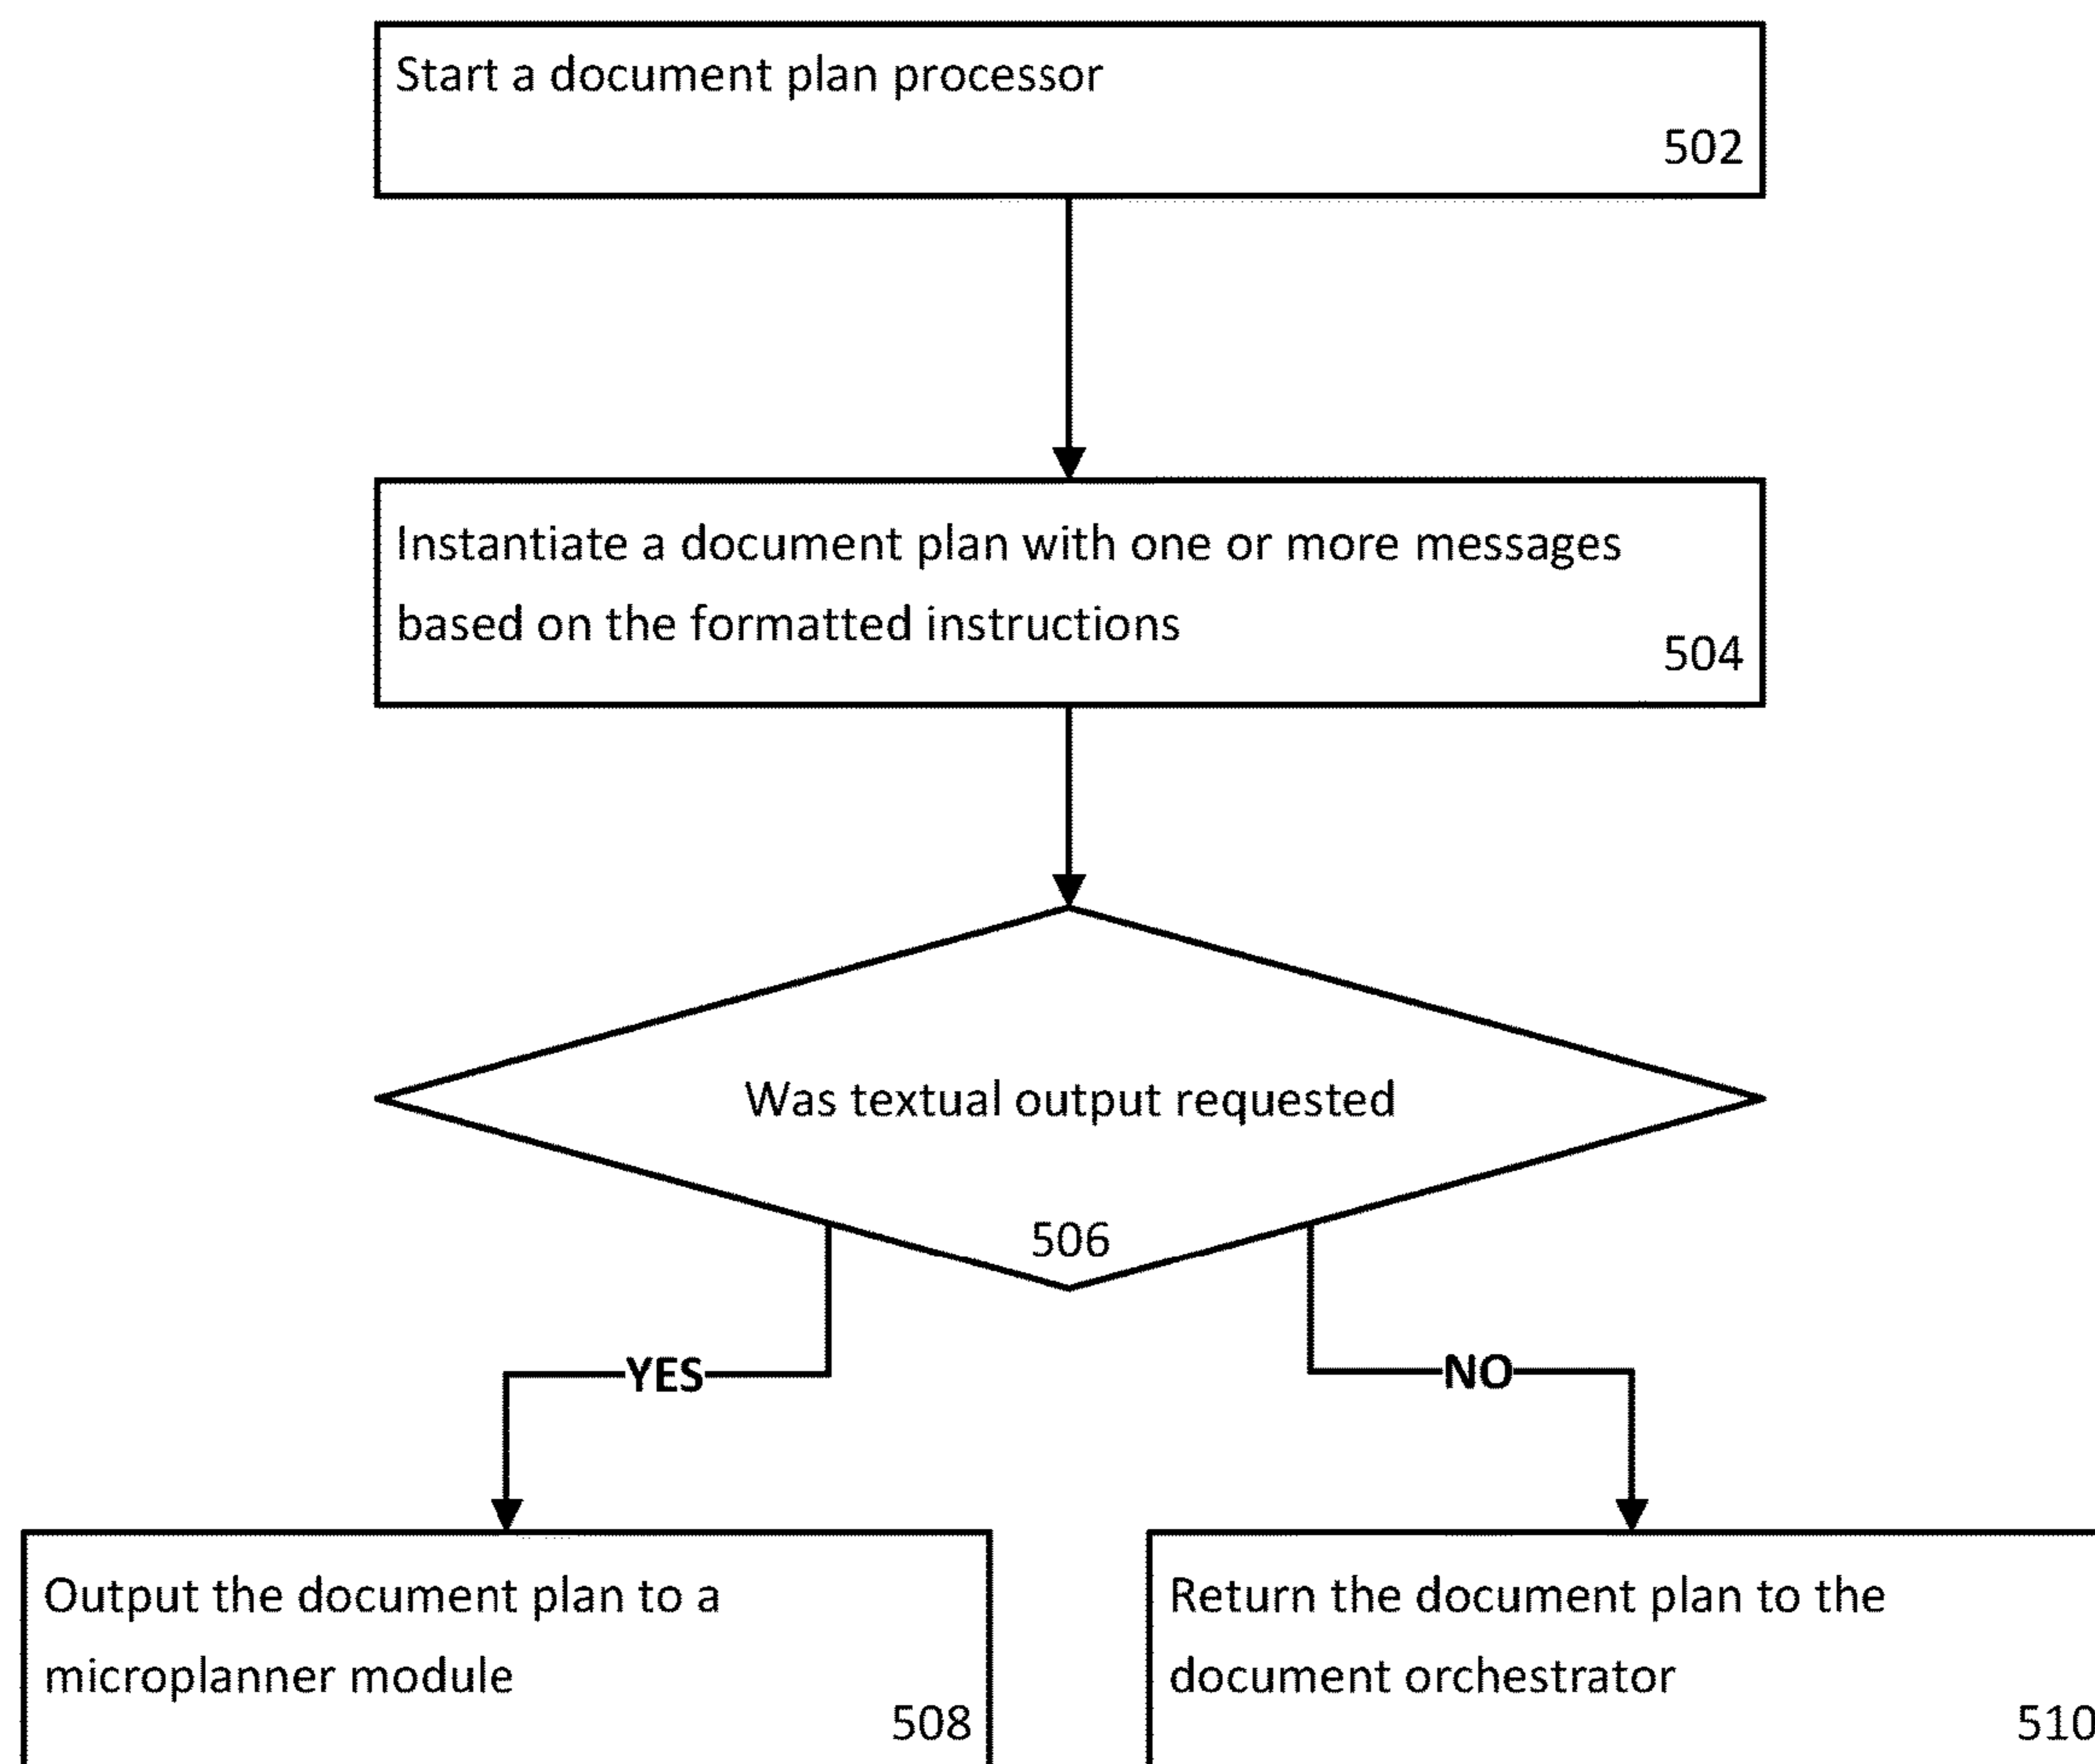 Start a document plan processor
502
Instantiate a document plan with one or more messages
based on the formatted instructions
504
Was textual output requested
506
YES
NO
Output the document plan to a
microplanner module
508
Return the document plan to the
document orchestrator
510